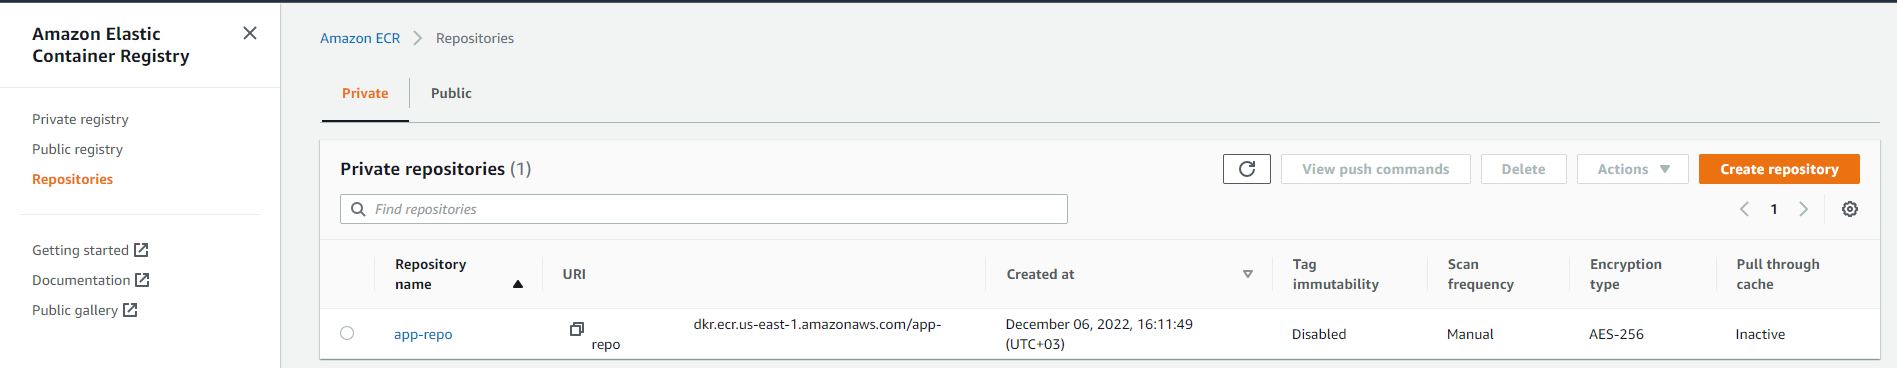 Amazon Elastic
Container Registry
Private registry
Public registry
Repositories
Getting started
Documentation
Public gallery
Amazon ECR > Repositories
Private Public
Private repositories (1)
View push commands Delete Actions Create repository
Find repositories
1
Repository name URI Created at Tag immutability Scan frequency Encryption type Pull through cache
app-repo dkr.ecr.us-east-1.amazonaws.com/app-repo December 06, 2022, 16:11:49 (UTC+03) Disabled Manual AES-256 Inactive